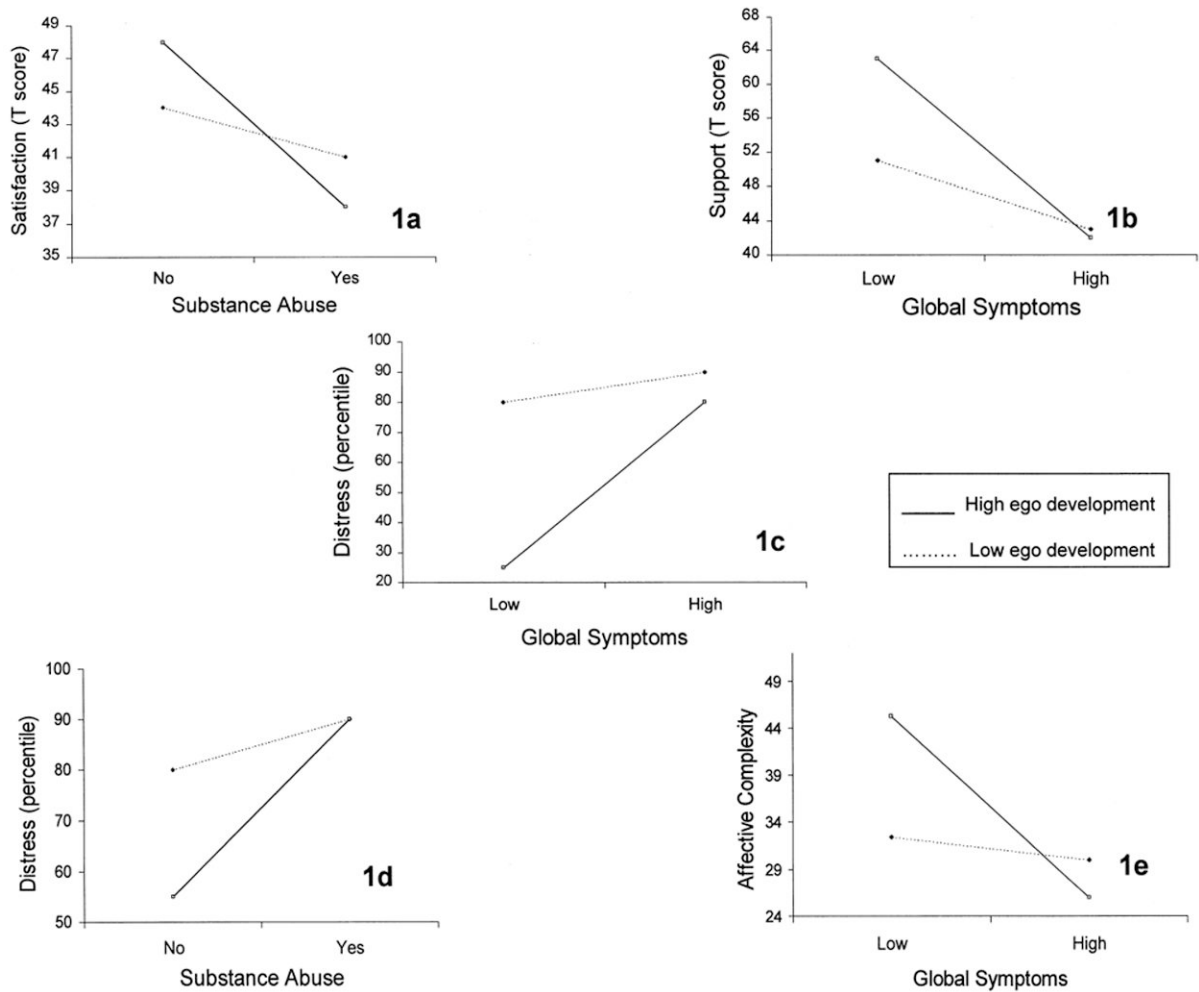 49
47
45
43
41
39
37
35
Satisfaction (T score)
No Yes
Substance Abuse
1a
68
64
60
56
52
48
44
40
Support (T score)
Low High
Global Symptoms
1b
100
90
80
70
60
50
40
30
20
Distress (percentile)
Low High
Global Symptoms
1c
High ego development
Low ego development
100
90
80
70
60
50
Distress (percentile)
No Yes
Substance Abuse
1d
49
44
39
34
29
24
Affective Complexity
Low High
Global Symptoms
1e